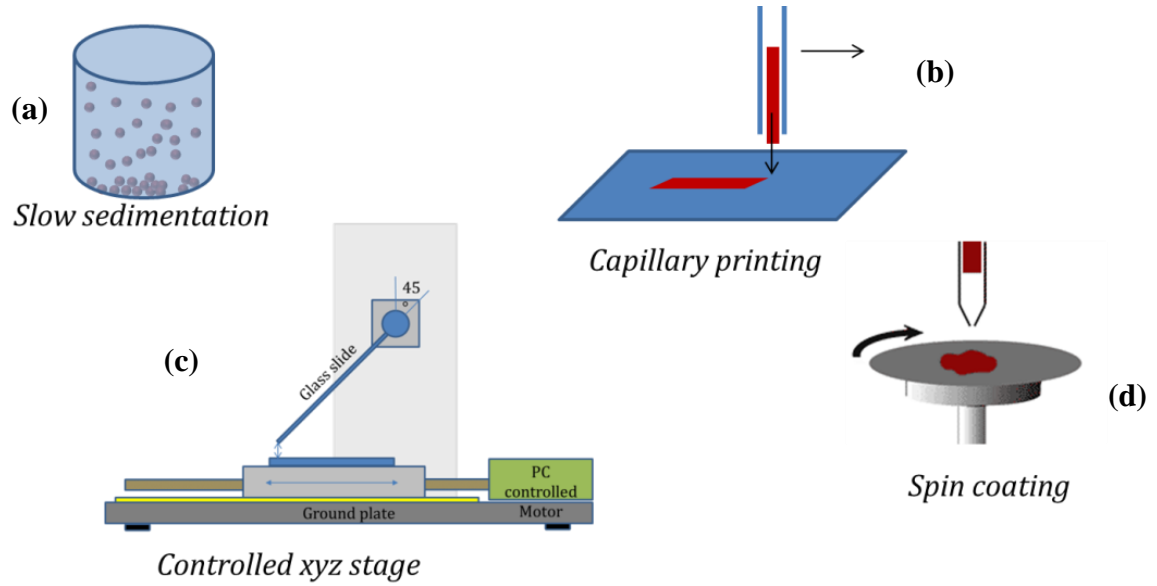 (a)
Slow sedimentation
(b)
Capillary printing
45
o
Glass slide
(c)
PC
controlled
Motor
Ground plate
Controlled xyz stage
(d)
Spin coating